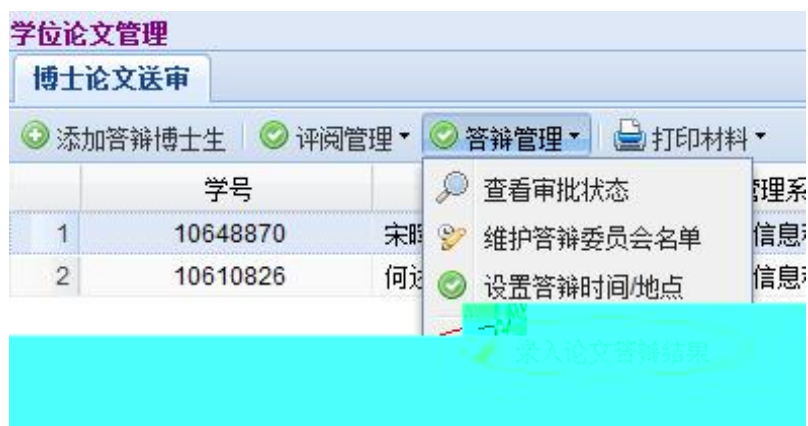 学位论文管理
博士论文送审
添加答辩博士生 评阅管理 答辩管理 打印材料
学号 管理系
查看审批状态
1 10648870 宋 信息
维护答辩委员会名单
2 10610826 何 信息
设置答辩时间/地点
录入论文答辩结果